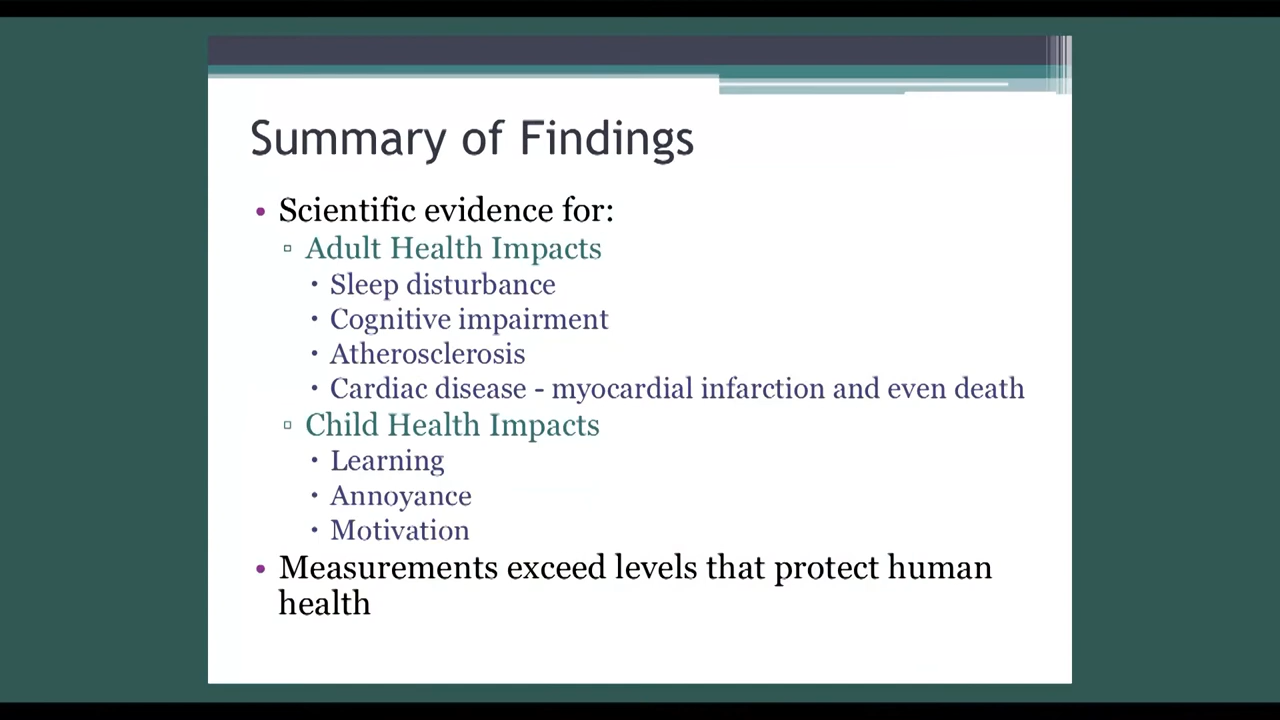 Summary of Findings
• Scientific evidence for:
▫ Adult Health Impacts
▪ Sleep disturbance
▪ Cognitive impairment
▪ Atherosclerosis
▪ Cardiac disease - myocardial infarction and even death
▫ Child Health Impacts
▪ Learning
▪ Annoyance
▪ Motivation
• Measurements exceed levels that protect human
health